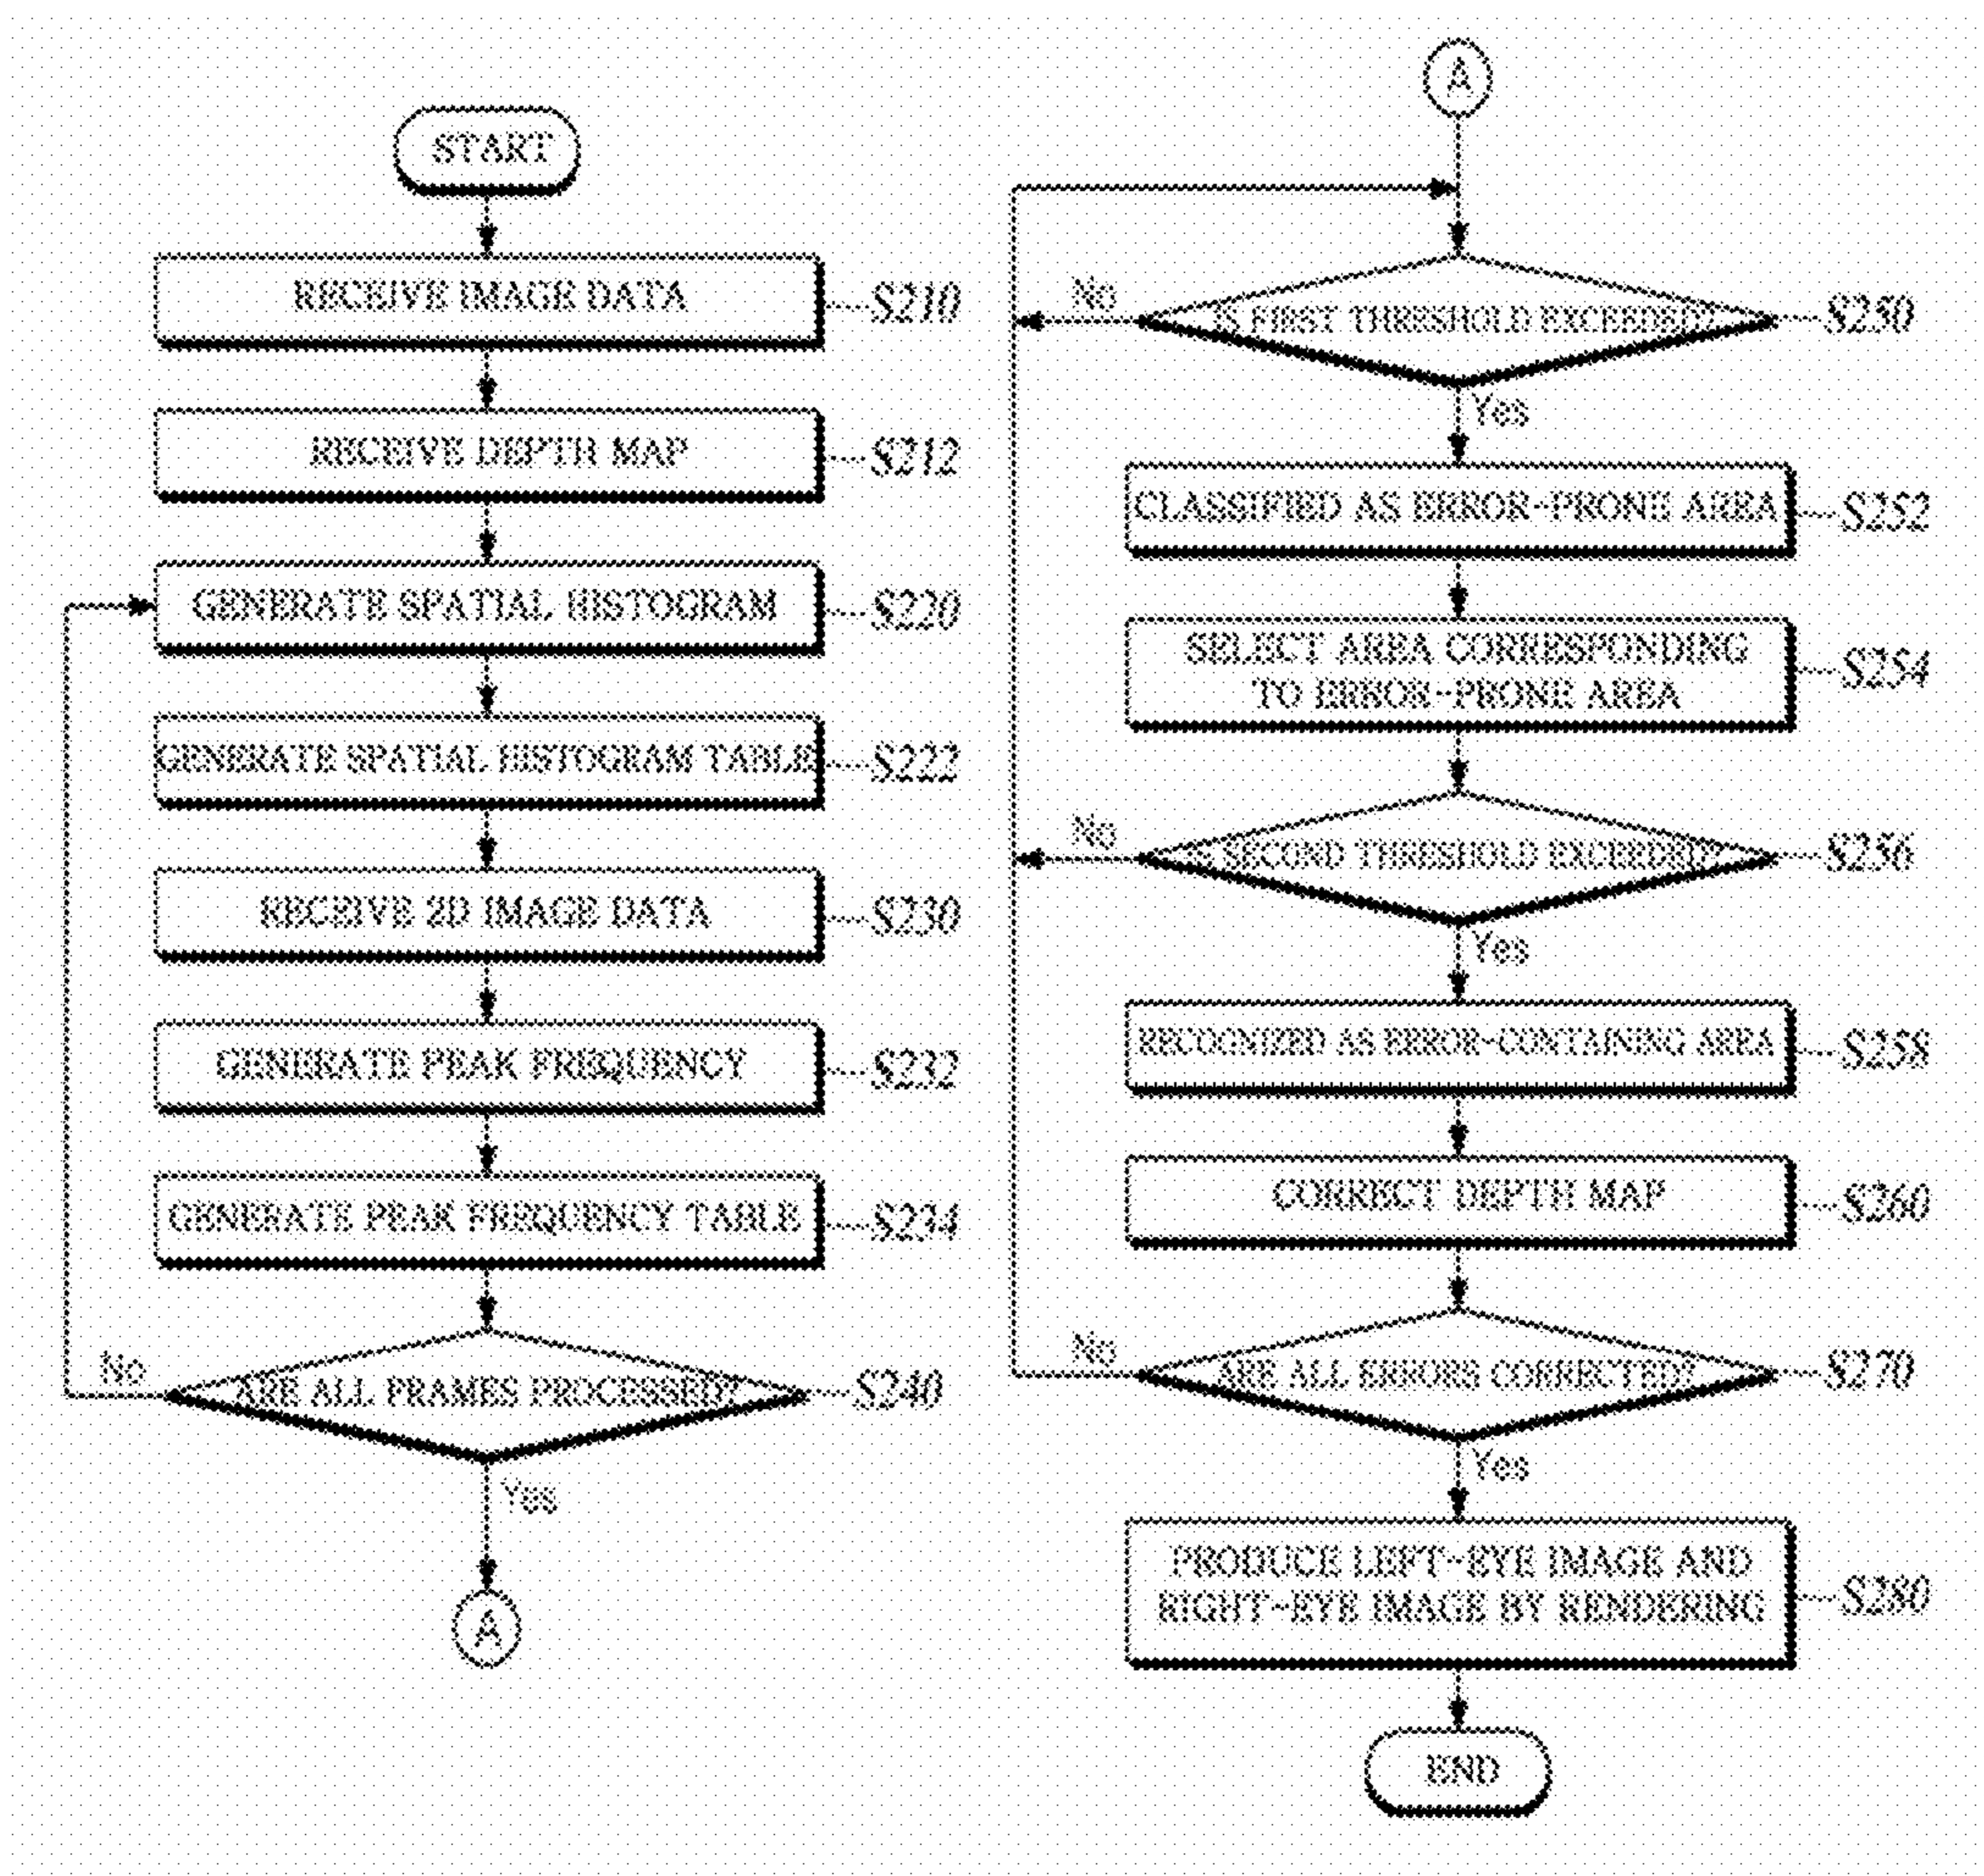 START
RECEIVE IMAGE DATA
S210
RECEIVE DEPTH MAP
S212
GENERATE SPATIAL HISTOGRAM
S220
GENERATE SPATIAL HISTOGRAM TABLE
S222
RECEIVE 2D IMAGE DATA
S230
GENERATE PEAK FREQUENCY
S232
GENERATE PEAK FREQUENCY TABLE
S234
No
ARE ALL FRAMES PROCESSED?
S240
Yes
A
A
No
IS FIRST THRESHOLD EXCEEDED?
S250
Yes
CLASSIFIED AS ERROR-PRONE AREA
S252
SELECT AREA CORRESPONDING
TO ERROR-PRONE AREA
S254
No
SECOND THRESHOLD EXCEEDED?
S256
Yes
RECOGNIZED AS ERROR-CONTAINING AREA
S258
CORRECT DEPTH MAP
S260
No
ARE ALL ERRORS CORRECTED?
S270
Yes
PRODUCE LEFT-EYE IMAGE AND
RIGHT-EYE IMAGE BY RENDERING
S280
END